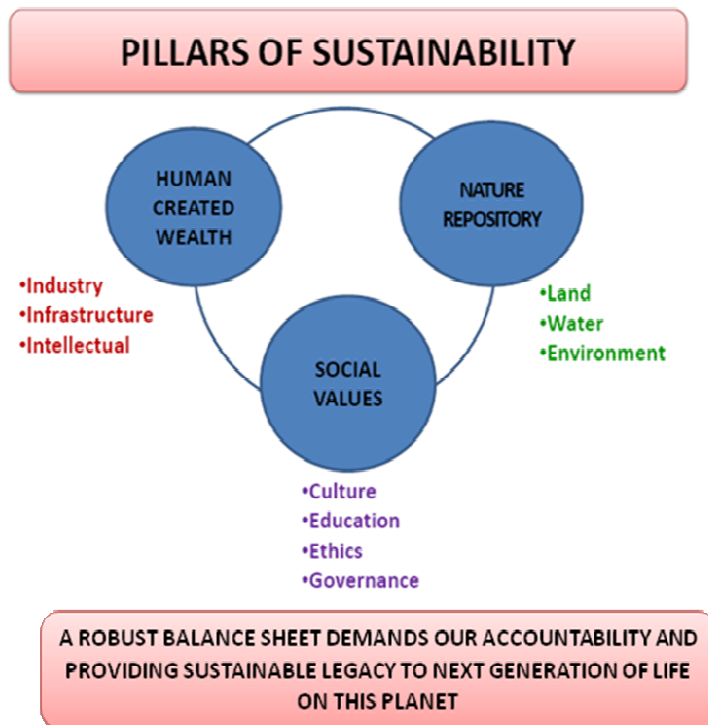 PILLARS OF SUSTAINABILITY
HUMAN
CREATED
WEALTH
NATURE
REPOSITORY
•Industry
•Infrastructure
•Intellectual
•Land
•Water
•Environment
SOCIAL
VALUES
•Culture
•Education
•Ethics
•Governance
A ROBUST BALANCE SHEET DEMANDS OUR ACCOUNTABILITY AND
PROVIDING SUSTAINABLE LEGACY TO NEXT GENERATION OF LIFE
ON THIS PLANET